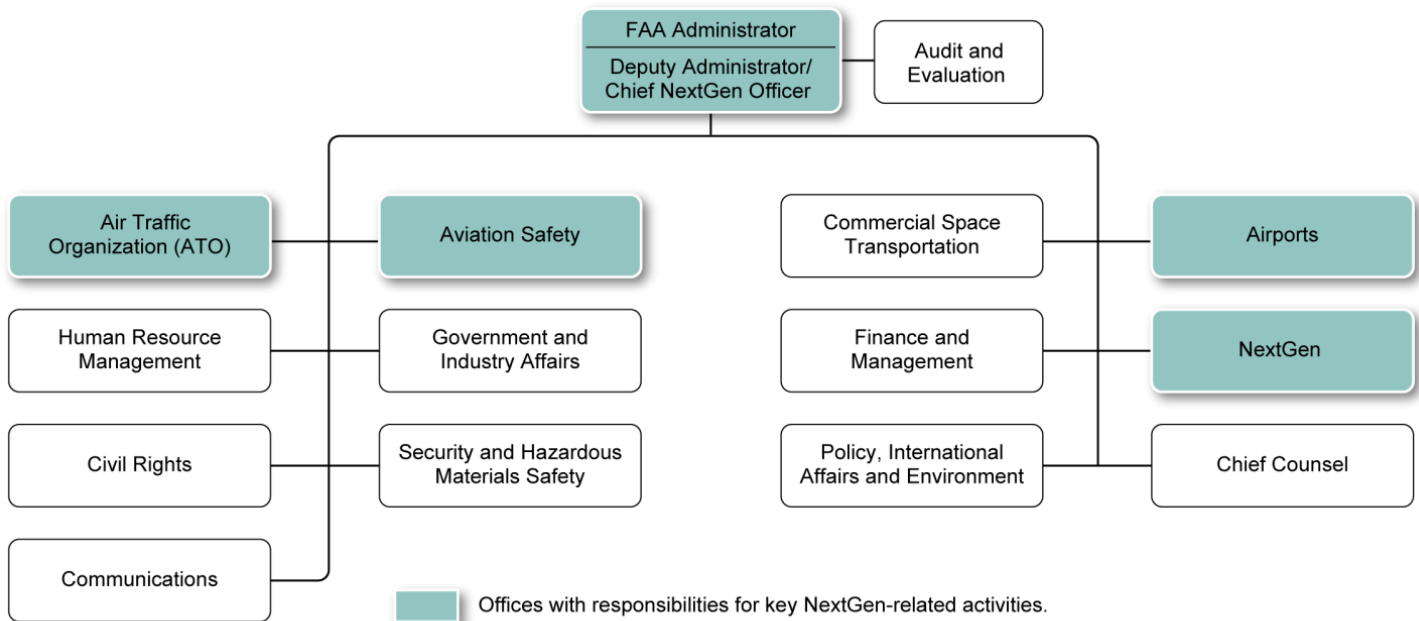 FAA Administrator
Deputy Administrator/
Chief NextGen Officer
Audit and
Evaluation
Air Traffic
Organization (ATO)
Aviation Safety
Commercial Space
Transportation
Airports
Human Resource
Management
Government and
Industry Affairs
Finance and
Management
NextGen
Civil Rights
Security and Hazardous
Materials Safety
Policy, International
Affairs and Environment
Chief Counsel
Communications
Offices with responsibilities for key NextGen-related activities.